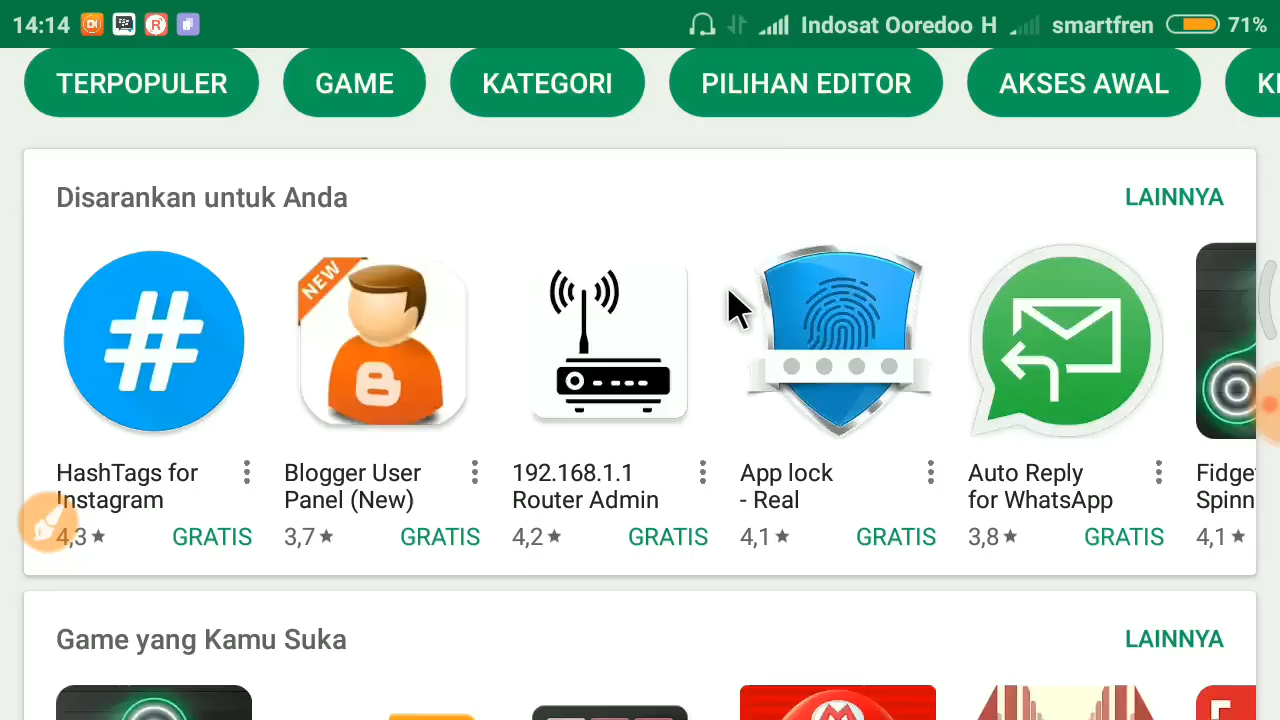 14:14 Indosat Ooredoo H smartfren 71%
TERPOPULER GAME KATEGORI PILIHAN EDITOR AKSES AWAL
Disarankan untuk Anda LAINNYA
#
NEW
B
HashTags for Instagram
4,3★ GRATIS
Blogger User Panel (New)
3,7★ GRATIS
192.168.1.1 Router Admin
4,2★ GRATIS
App lock - Real
4,1★ GRATIS
Auto Reply for WhatsApp
3,8★ GRATIS
4,1★
Game yang Kamu Suka LAINNYA
M